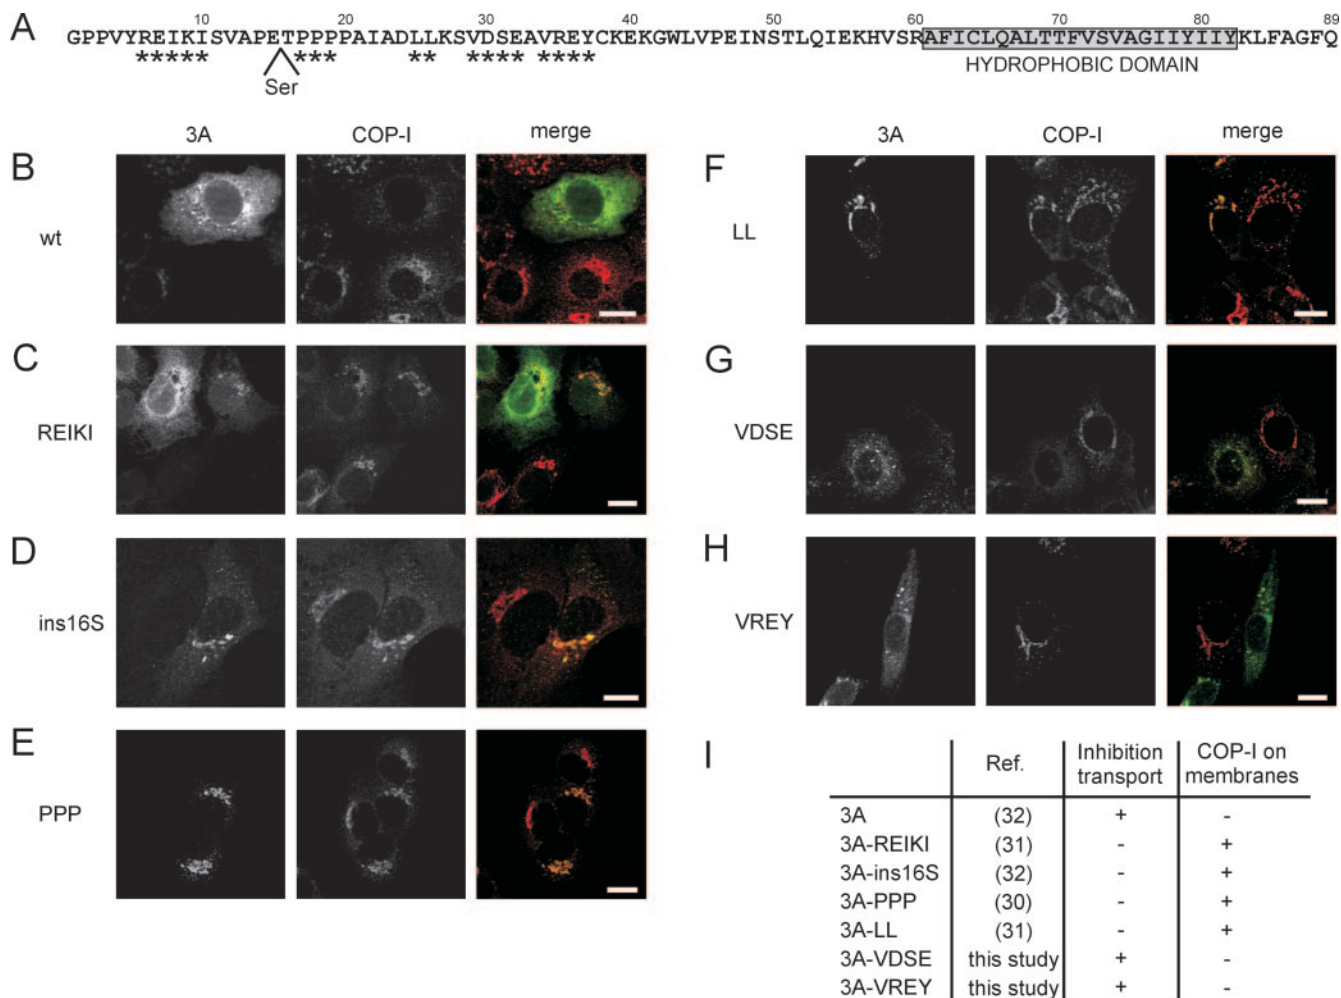 A
10 20 30 40 50 60 70 80 89
GPPVYREIKISVAPETPPPPAIADLLKSVDSEAVREYCKEKGWLVPEINSTLQIEKHVSRAFICLQALTTFVSVAGIIYIIYKLFAGFQ
***** *** ** **** ****
Ser
HYDROPHOBIC DOMAIN
3A COP-I merge
B
wt
C
REIKI
D
ins16S
E
PPP
3A COP-I merge
F
LL
G
VDSE
H
VREY
I
Ref. Inhibition transport COP-I on membranes
3A (32) + -
3A-REIKI (31) - +
3A-ins16S (32) - +
3A-PPP (30) - +
3A-LL (31) - +
3A-VDSE this study + -
3A-VREY this study + -